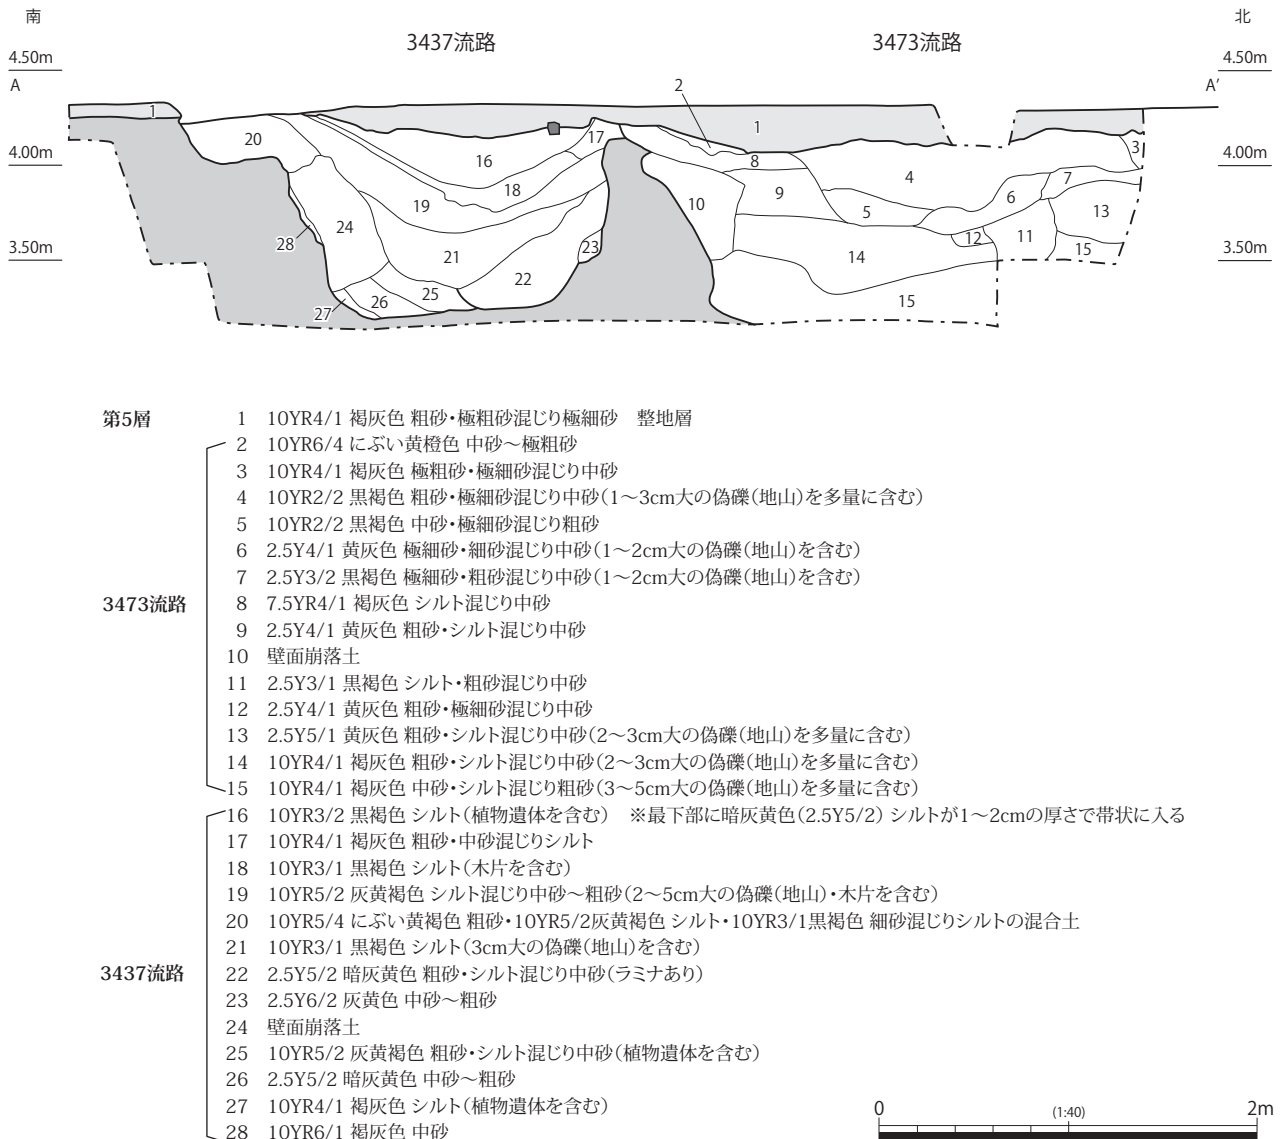 南
北
3437流路
3473流路
4.50m
4.50m
A
A′
2
1
1
20
17
3
16
8
4.00m
4.00m
9
4
7
18
6
19
10
5
13
24
28
23
12
11
15
3.50m
3.50m
21
14
22
25
26
27
15
第5層
1 10YR4/1 褐灰色 粗砂・極粗砂混じり極細砂　整地層
2 10YR6/4 にぶい黄橙色 中砂～極粗砂
3 10YR4/1 褐灰色 極粗砂・極細砂混じり中砂
4 10YR2/2 黒褐色 粗砂・極細砂混じり中砂（1～3cm大の偽礫（地山）を多量に含む）
5 10YR2/2 黒褐色 中砂・極細砂混じり粗砂
6 2.5Y4/1 黄灰色 極細砂・細砂混じり中砂（1～2cm大の偽礫（地山）を含む）
7 2.5Y3/2 黒褐色 極細砂・粗砂混じり中砂（1～2cm大の偽礫（地山）を含む）
3473流路
8 7.5YR4/1 褐灰色 シルト混じり中砂
9 2.5Y4/1 黄灰色 粗砂・シルト混じり中砂
10 壁面崩落土
11 2.5Y3/1 黒褐色 シルト・粗砂混じり中砂
12 2.5Y4/1 黄灰色 粗砂・極細砂混じり中砂
13 2.5Y5/1 黄灰色 粗砂・シルト混じり中砂（2～3cm大の偽礫（地山）を多量に含む）
14 10YR4/1 褐灰色 粗砂・シルト混じり中砂（2～3cm大の偽礫（地山）を多量に含む）
15 10YR4/1 褐灰色 中砂・シルト混じり粗砂（3～5cm大の偽礫（地山）を多量に含む）
16 10YR3/2 黒褐色 シルト（植物遺体を含む）　※最下部に暗灰黄色（2.5Y5/2） シルトが1～2cmの厚さで帯状に入る
17 10YR4/1 褐灰色 粗砂・中砂混じりシルト
18 10YR3/1 黒褐色 シルト（木片を含む）
19 10YR5/2 灰黄褐色 シルト混じり中砂～粗砂（2～5cm大の偽礫（地山）・木片を含む）
20 10YR5/4 にぶい黄褐色 粗砂・10YR5/2灰黄褐色 シルト・10YR3/1黒褐色 細砂混じりシルトの混合土
21 10YR3/1 黒褐色 シルト（3cm大の偽礫（地山）を含む）
3437流路
22 2.5Y5/2 暗灰黄色 粗砂・シルト混じり中砂（ラミナあり）
23 2.5Y6/2 灰黄色 中砂～粗砂
24 壁面崩落土
25 10YR5/2 灰黄褐色 粗砂・シルト混じり中砂（植物遺体を含む）
26 2.5Y5/2 暗灰黄色 中砂～粗砂
27 10YR4/1 褐灰色 シルト（植物遺体を含む）
28 10YR6/1 褐灰色 中砂
0
(1:40)
2m